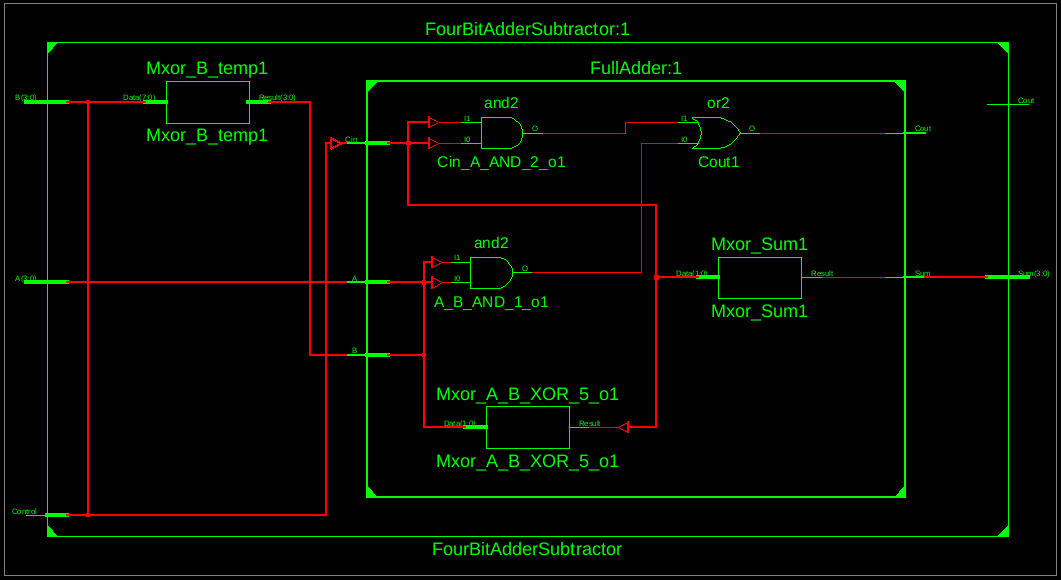 FourBitAdderSubtractor:1
Mxor_B_temp1
FullAdder:1
B(3:0)
Data(7:0)
Result(3:0)
Mxor_B_temp1
and2
or2
Cout
I1
O
I1
O
Cout
Cin
I0
I0
Cin_A_AND_2_o1
Cout1
and2
Mxor_Sum1
I1
O
A(3:0)
A
I0
Data(1:0)
Result
Sum
Sum(3:0)
A_B_AND_1_o1
Mxor_Sum1
B
Mxor_A_B_XOR_5_o1
Data(1:0)
Result
Mxor_A_B_XOR_5_o1
Control
FourBitAdderSubtractor